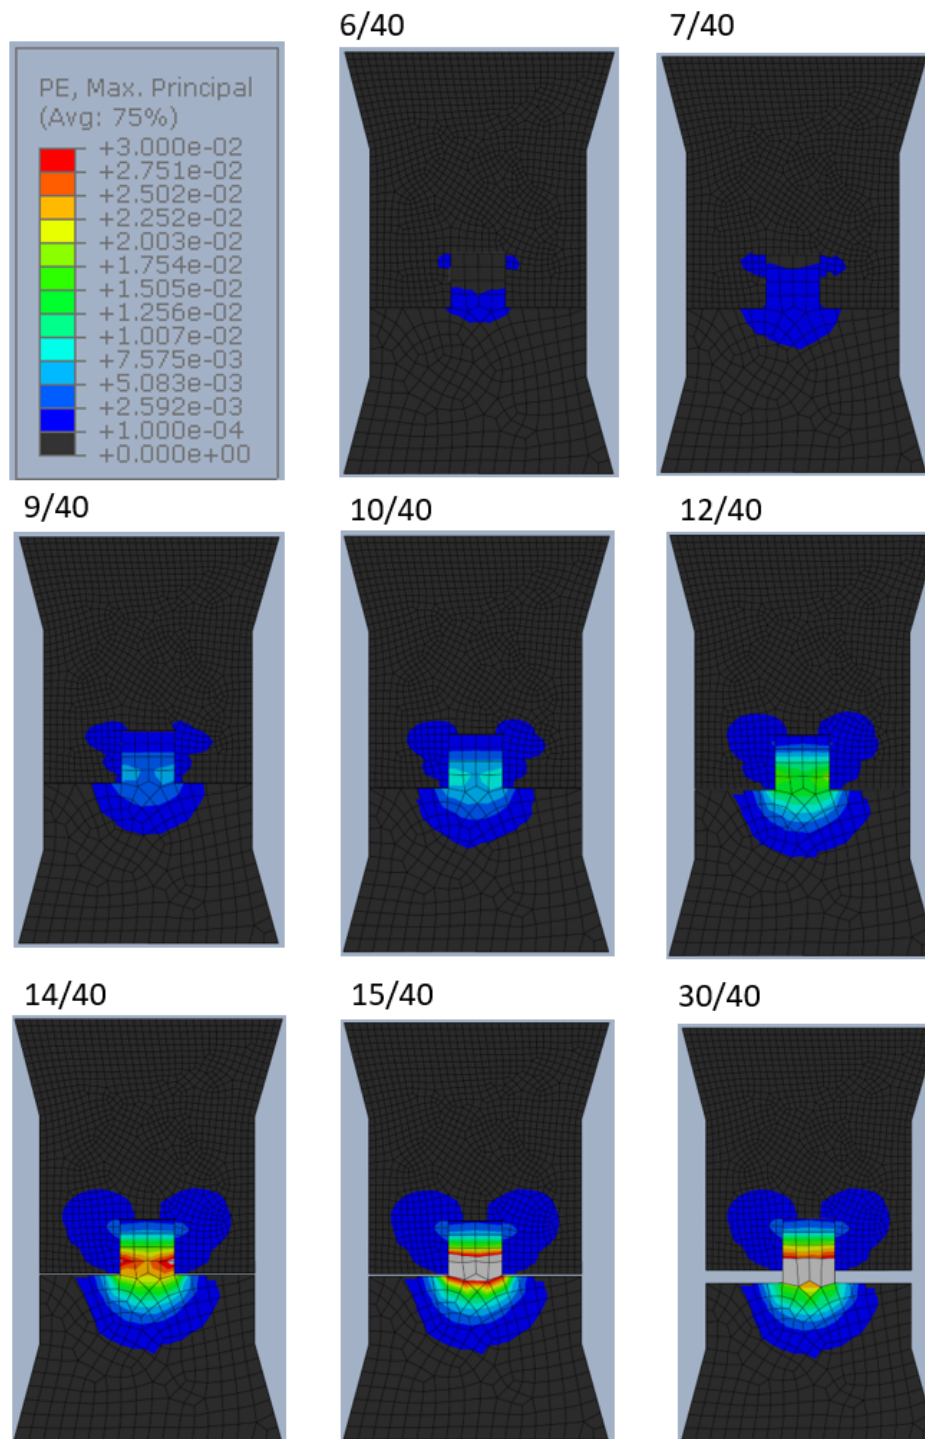 6/40
7/40
PE, Max. Principal
(Avg: 75%)
+3.000e-02
+2.751e-02
+2.502e-02
+2.252e-02
+2.003e-02
+1.754e-02
+1.505e-02
+1.256e-02
+1.007e-02
+7.575e-03
+5.083e-03
+2.592e-03
+1.000e-04
+0.000e+00
9/40
10/40
12/40
14/40
15/40
30/40